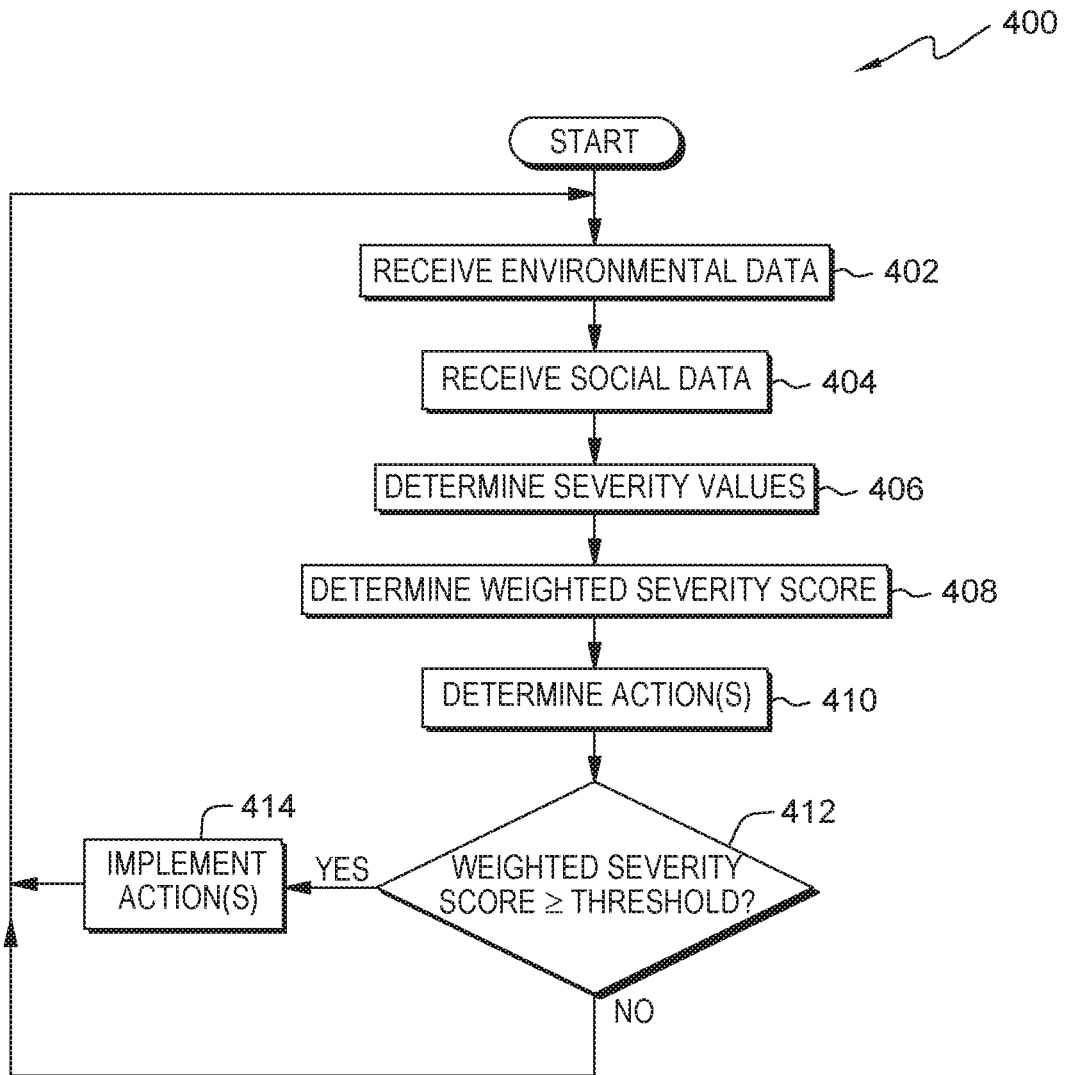 400
START
RECEIVE ENVIRONMENTAL DATA
402
RECEIVE SOCIAL DATA
404
DETERMINE SEVERITY VALUES
406
DETERMINE WEIGHTED SEVERITY SCORE
408
DETERMINE ACTION(S)
410
412
WEIGHTED SEVERITY
SCORE ≥ THRESHOLD?
YES
414
IMPLEMENT
ACTION(S)
NO